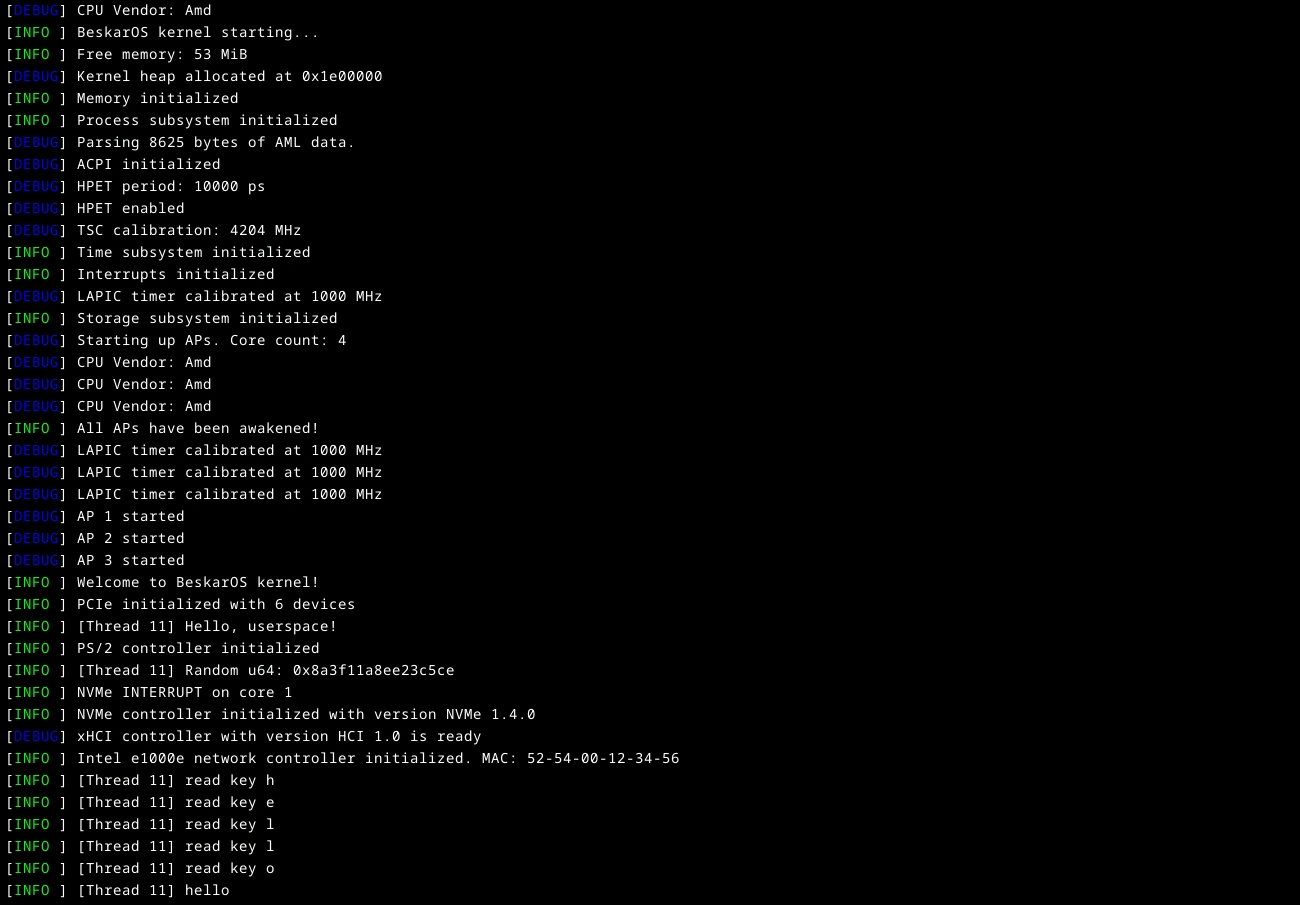 [DEBUG] CPU Vendor: Amd
[INFO ] BeskarOS kernel starting...
[INFO ] Free memory: 53 MiB
[DEBUG] Kernel heap allocated at 0x1e00000
[INFO ] Memory initialized
[INFO ] Process subsystem initialized
[DEBUG] Parsing 8625 bytes of AML data.
[DEBUG] ACPI initialized
[DEBUG] HPET period: 10000 ps
[DEBUG] HPET enabled
[DEBUG] TSC calibration: 4204 MHz
[INFO ] Time subsystem initialized
[INFO ] Interrupts initialized
[DEBUG] LAPIC timer calibrated at 1000 MHz
[INFO ] Storage subsystem initialized
[DEBUG] Starting up APs. Core count: 4
[DEBUG] CPU Vendor: Amd
[DEBUG] CPU Vendor: Amd
[DEBUG] CPU Vendor: Amd
[INFO ] All APs have been awakened!
[DEBUG] LAPIC timer calibrated at 1000 MHz
[DEBUG] LAPIC timer calibrated at 1000 MHz
[DEBUG] LAPIC timer calibrated at 1000 MHz
[DEBUG] AP 1 started
[DEBUG] AP 2 started
[DEBUG] AP 3 started
[INFO ] Welcome to BeskarOS kernel!
[INFO ] PCIe initialized with 6 devices
[INFO ] [Thread 11] Hello, userspace!
[INFO ] PS/2 controller initialized
[INFO ] [Thread 11] Random u64: 0x8a3f11a8ee23c5ce
[INFO ] NVMe INTERRUPT on core 1
[INFO ] NVMe controller initialized with version NVMe 1.4.0
[DEBUG] xHCI controller with version HCI 1.0 is ready
[INFO ] Intel e1000e network controller initialized. MAC: 52-54-00-12-34-56
[INFO ] [Thread 11] read key h
[INFO ] [Thread 11] read key e
[INFO ] [Thread 11] read key l
[INFO ] [Thread 11] read key l
[INFO ] [Thread 11] read key o
[INFO ] [Thread 11] hello